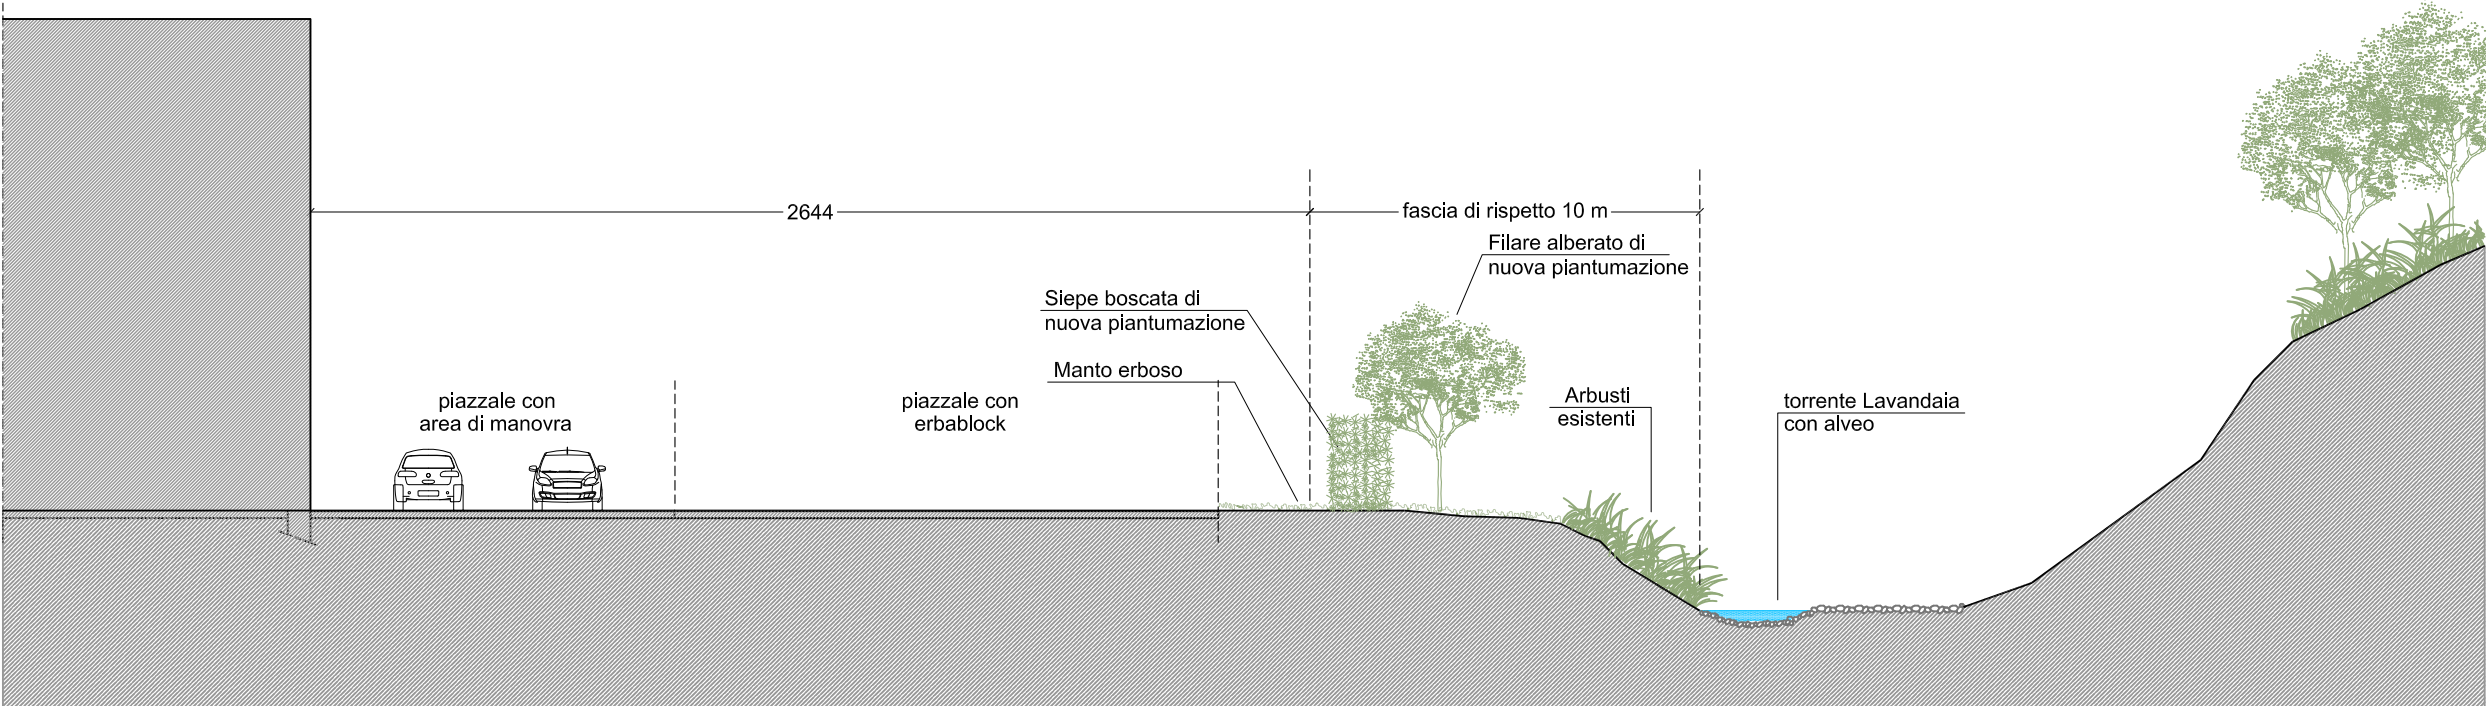 2644
fascia di rispetto 10 m
Filare alberato di
nuova piantumazione
Siepe boscata di
nuova piantumazione
Manto erboso
piazzale con
area di manovra
piazzale con
erbablock
Arbusti
esistenti
torrente Lavandaia
con alveo